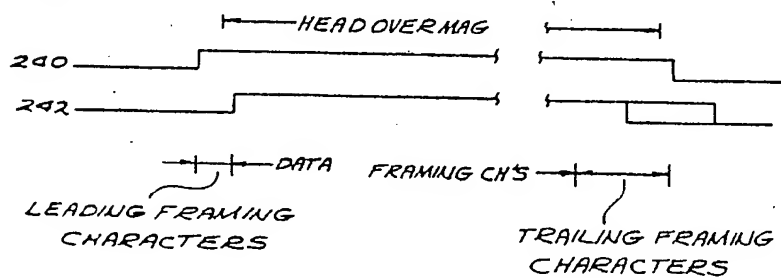 HEAD OVER MAG
240
242
DATA
FRAMING CH'S
LEADING FRAMING
CHARACTERS
TRAILING FRAMING
CHARACTERS